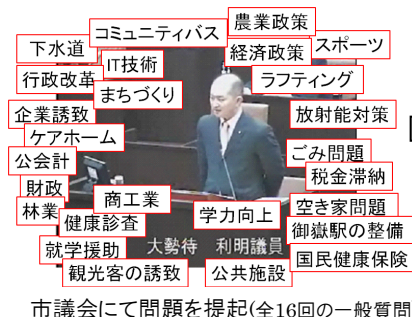 農業政策
コミュニティバス
スポーツ
下水道
経済政策
IT技術
行政改革
ラフティング
まちづくり
企業誘致
放射能対策
ケアホーム
公会計
ごみ問題
税金滞納
財政
商工業
林業
学力向上
空き家問題
健康診査
御嶽駅の整備
就学援助
大勢待 利明議員
国民健康保険
観光客の誘致
公共施設
市議会にて問題を提起(全16回の一般質問